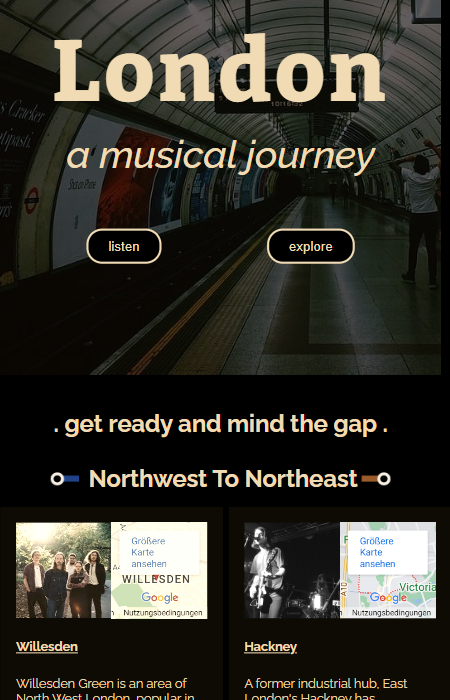 London
a musical journey
listen
explore
. get ready and mind the gap .
Northwest To Northeast
Größere
Karte
ansehen
WILLESDEN
Google
Nutzungsbedingungen
Größere
Karte
ansehen
Victoria
Google
Nutzungsbedingungen
Willesden
Willesden Green is an area of
North West London, popular in
Hackney
A former industrial hub, East
London's Hackney has